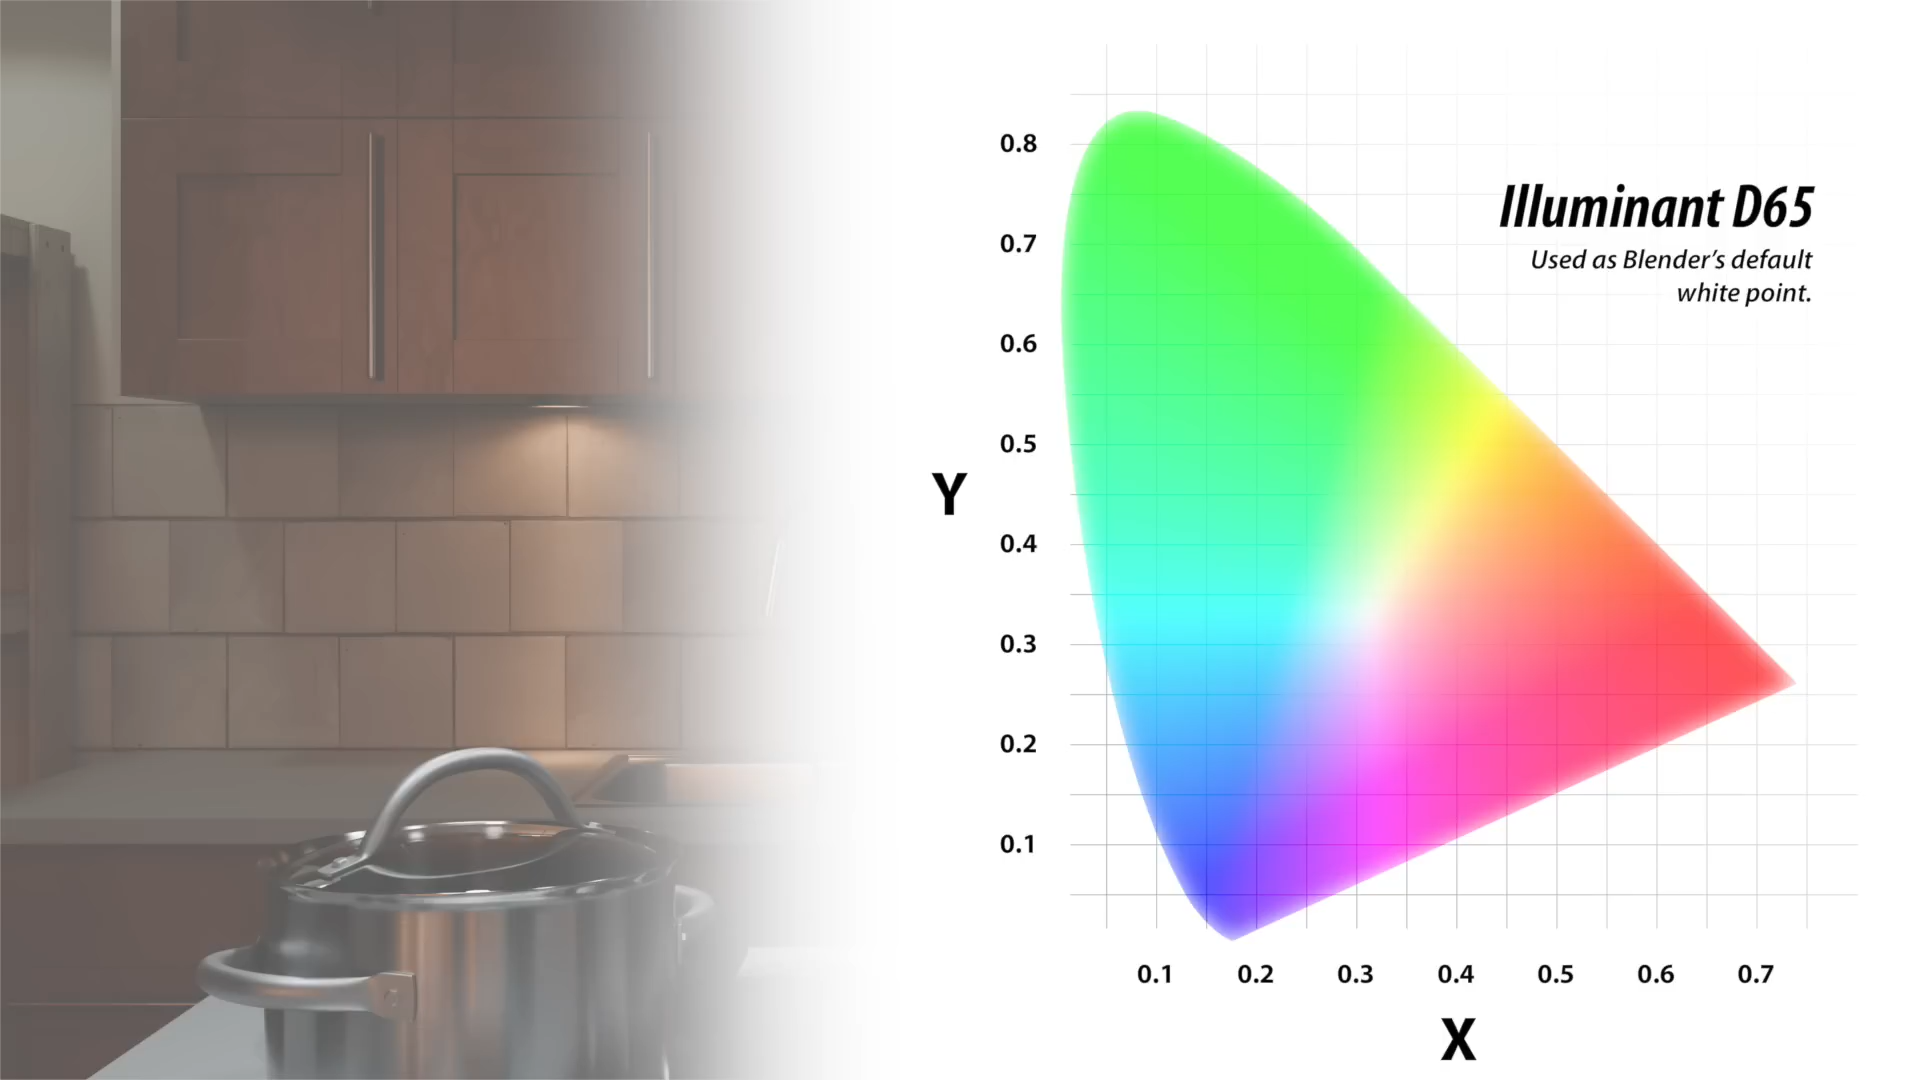 Illuminant D65
Used as Blender's default
white point.
Y
0.8
0.7
0.6
0.5
0.4
0.3
0.2
0.1
0.1 0.2 0.3 0.4 0.5 0.6 0.7
X